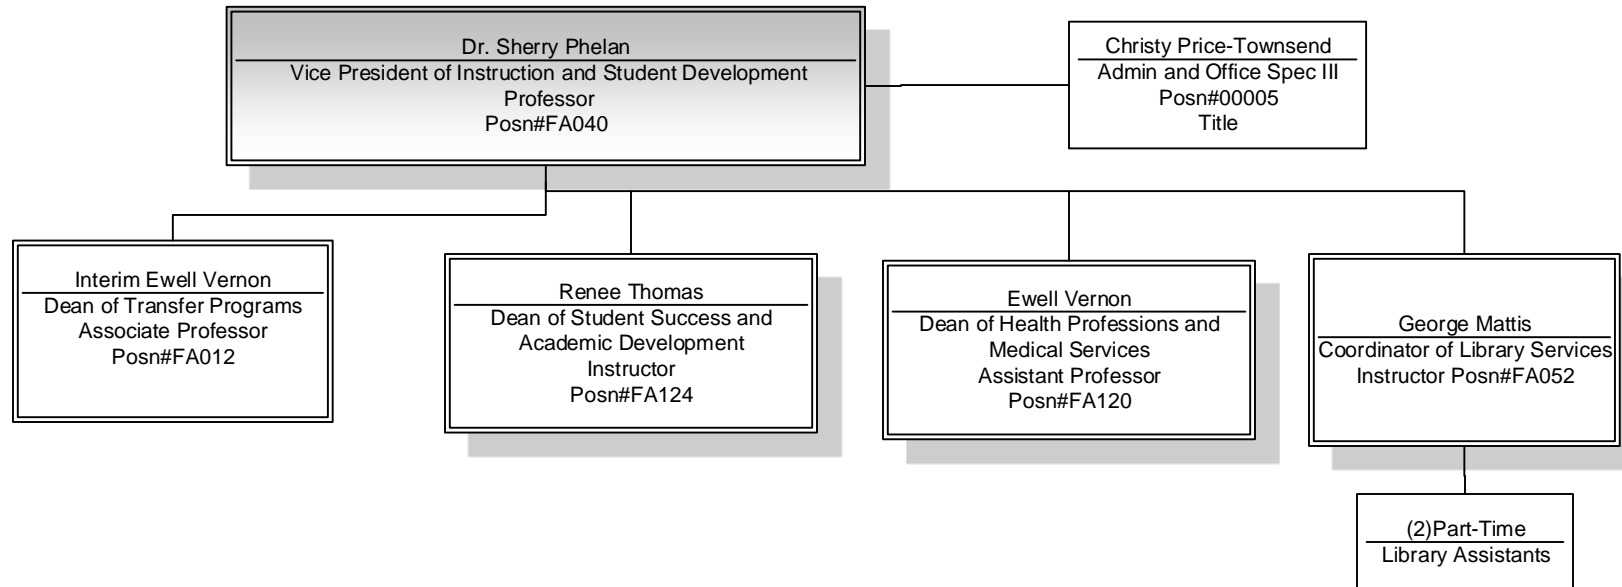 Dr. Sherry Phelan
Vice President of Instruction and Student Development
Professor
Posn#FA040
Christy Price-Townsend
Admin and Office Spec III
Posn#00005
Title
Interim Ewell Vernon
Dean of Transfer Programs
Associate Professor
Posn#FA012
Renee Thomas
Dean of Student Success and
Academic Development
Instructor
Posn#FA124
Ewell Vernon
Dean of Health Professions and
Medical Services
Assistant Professor
Posn#FA120
George Mattis
Coordinator of Library Services
Instructor Posn#FA052
(2)Part-Time
Library Assistants